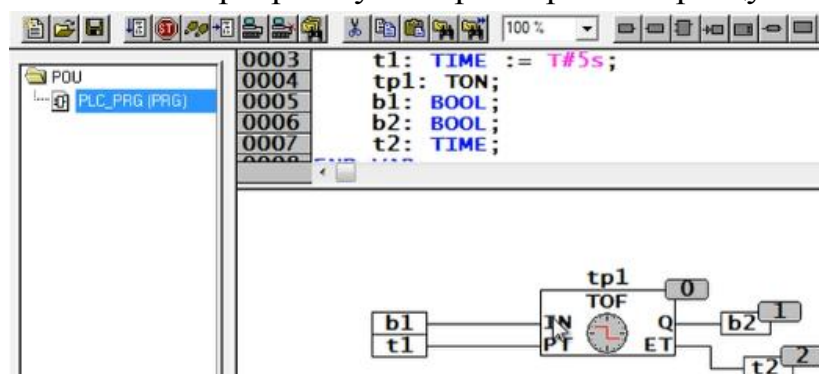 100 %
POU
PLC_PRG (PRG)
0003 t1: TIME := T#5s;
0004 tp1: TON;
0005 b1: BOOL;
0006 b2: BOOL;
0007 t2: TIME;
tp1
0
TOF
1
b1 IN Q b2
t1 PT ET
2
t2